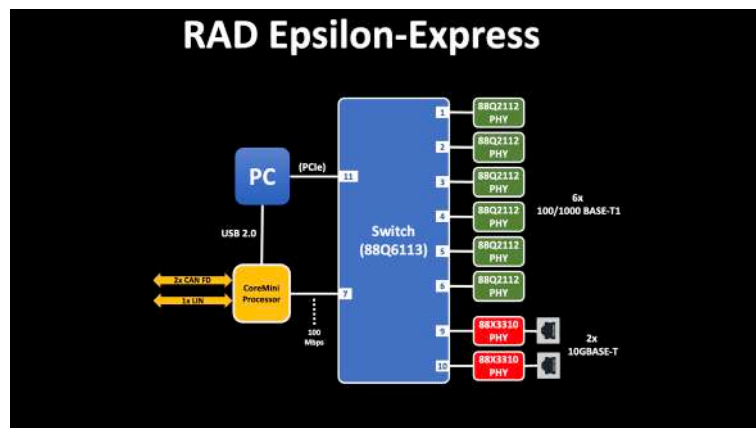 RAD Epsilon-Express
1
88Q2112
PHY
2
88Q2112
PHY
PC
(PCIe)
11
3
88Q2112
PHY
6x
100/1000 BASE-T1
4
88Q2112
PHY
USB 2.0
Switch
(88Q6113)
5
88Q2112
PHY
2x CAN FD
1x LIN
CoreMini
Processor
7
6
88Q2112
PHY
100
Mbps
9
88X3310
PHY
2x
10GBASE-T
10
88X3310
PHY